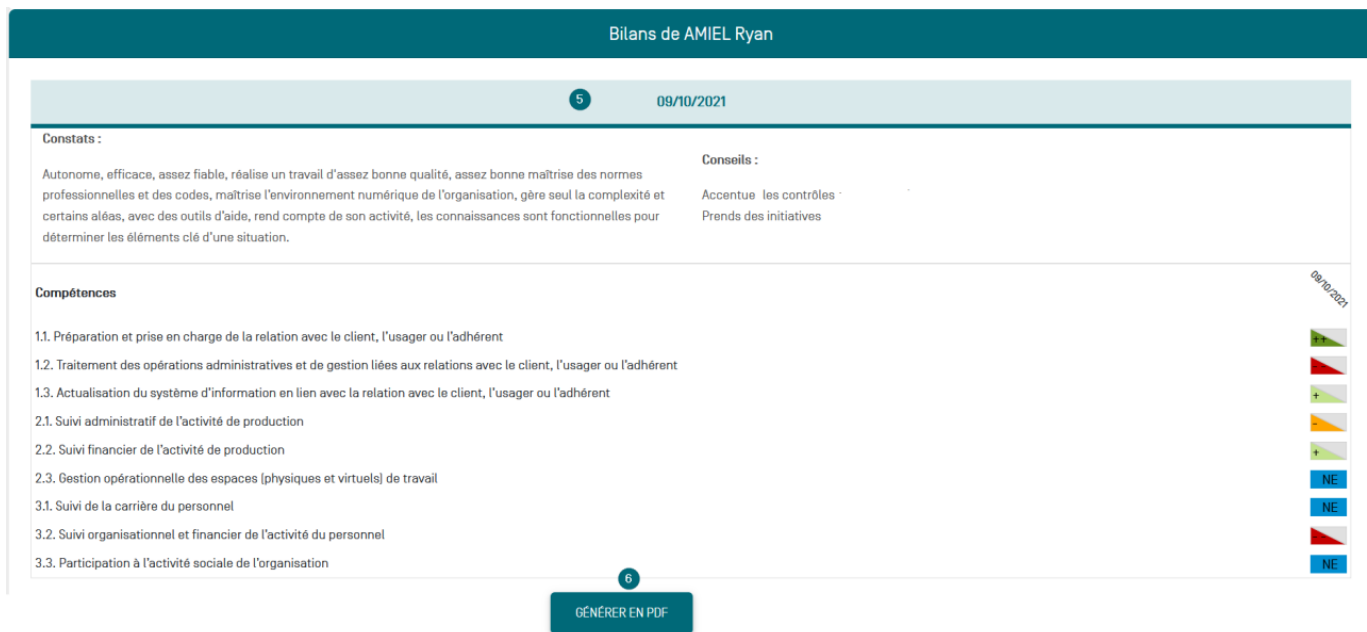 Bilans de AMIEL Ryan
5 09/10/2021
Constats :
Autonome, efficace, assez fiable, réalise un travail d'assez bonne qualité, assez bonne maîtrise des normes
professionnelles et des codes, maîtrise l'environnement numérique de l'organisation, gère seul la complexité et
certains aléas, avec des outils d'aide, rend compte de son activité, les connaissances sont fonctionnelles pour
déterminer les éléments clé d'une situation.
Conseils :
Accentue les contrôles
Prends des initiatives
Compétences 09/10/2021
1.1. Préparation et prise en charge de la relation avec le client, l'usager ou l'adhérent ++
1.2. Traitement des opérations administratives et de gestion liées aux relations avec le client, l'usager ou l'adhérent --
1.3. Actualisation du système d'information en lien avec la relation avec le client, l'usager ou l'adhérent +
2.1. Suivi administratif de l'activité de production -
2.2. Suivi financier de l'activité de production +
2.3. Gestion opérationnelle des espaces (physiques et virtuels) de travail NE
3.1. Suivi de la carrière du personnel NE
3.2. Suivi organisationnel et financier de l'activité du personnel --
3.3. Participation à l'activité sociale de l'organisation NE
6
GÉNÉRER EN PDF